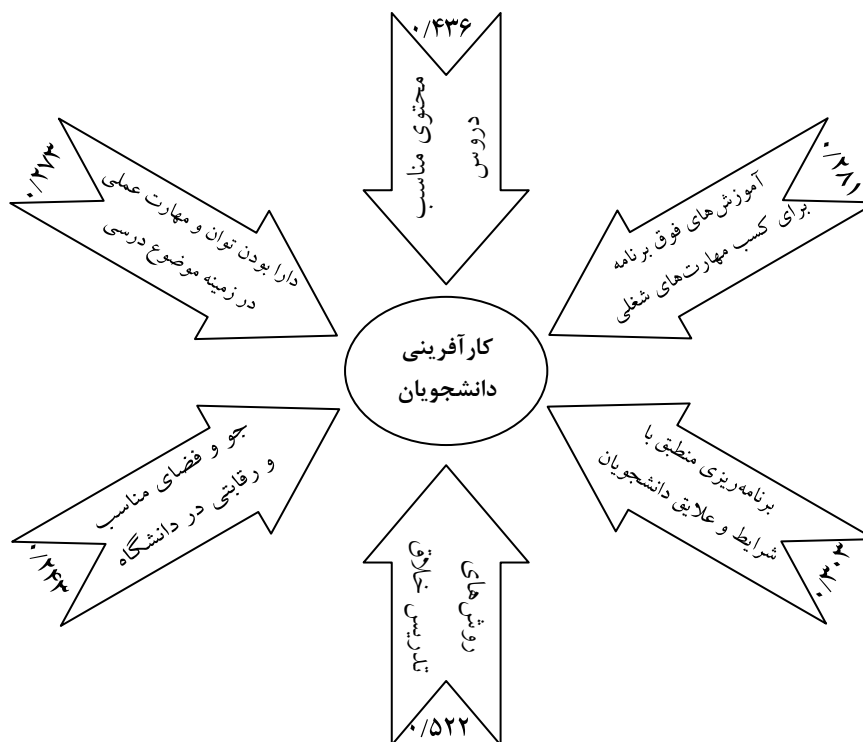 ۰/۴۳۶
محتوی مناسب
دروس
۰/۲۸۱
آموزش‌های فوق برنامه
برای کسب مهارت‌های شغلی
۰/۲۷۳
دارا بودن توان و مهارت عملی
در زمینه موضوع درسی
کارآفرینی
دانشجویان
برنامه‌ریزی منطبق با
شرایط و علایق دانشجویان
۰/۳۰۳
جو و فضای مناسب
و رقابتی در دانشگاه
۰/۲۴۳
روش‌های
تدریس خلاق
۰/۵۲۲